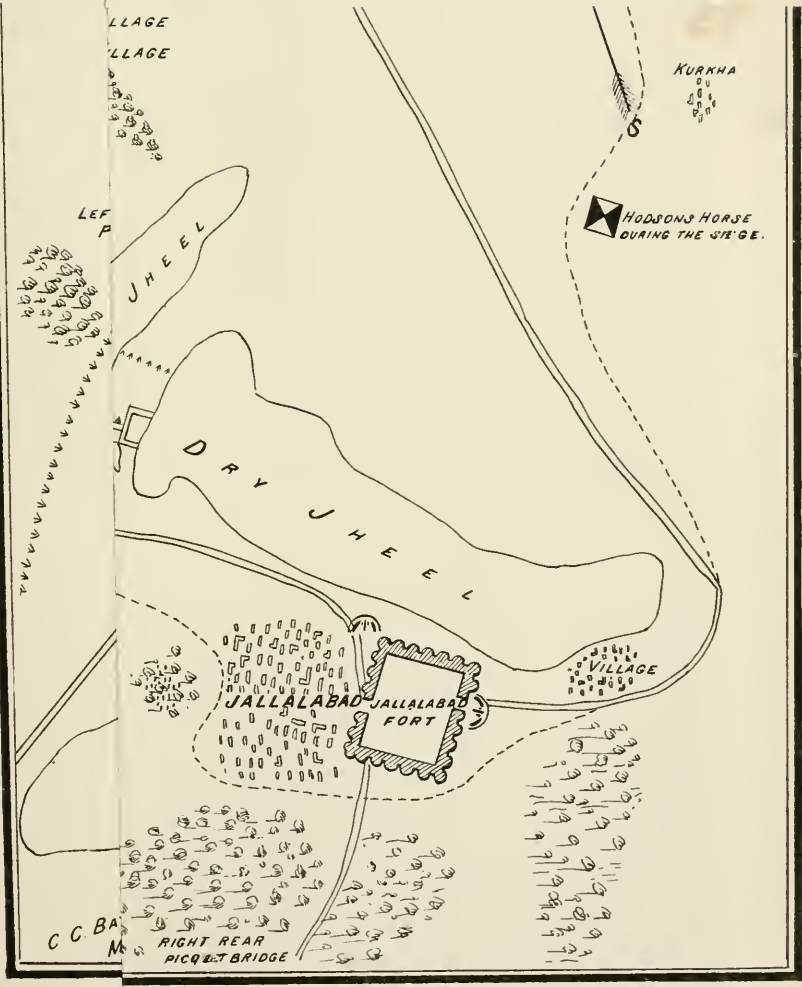 LLAGE
LLAGE
KURKHA
S
HODSONS HORSE
DURING THE SIEGE.
LEF
P
JHEEL
DRY JHEEL
VILLAGE
JALLALABAD
JALLALABAD
FORT
C C. BA
M
RIGHT REAR
PICQUET BRIDGE